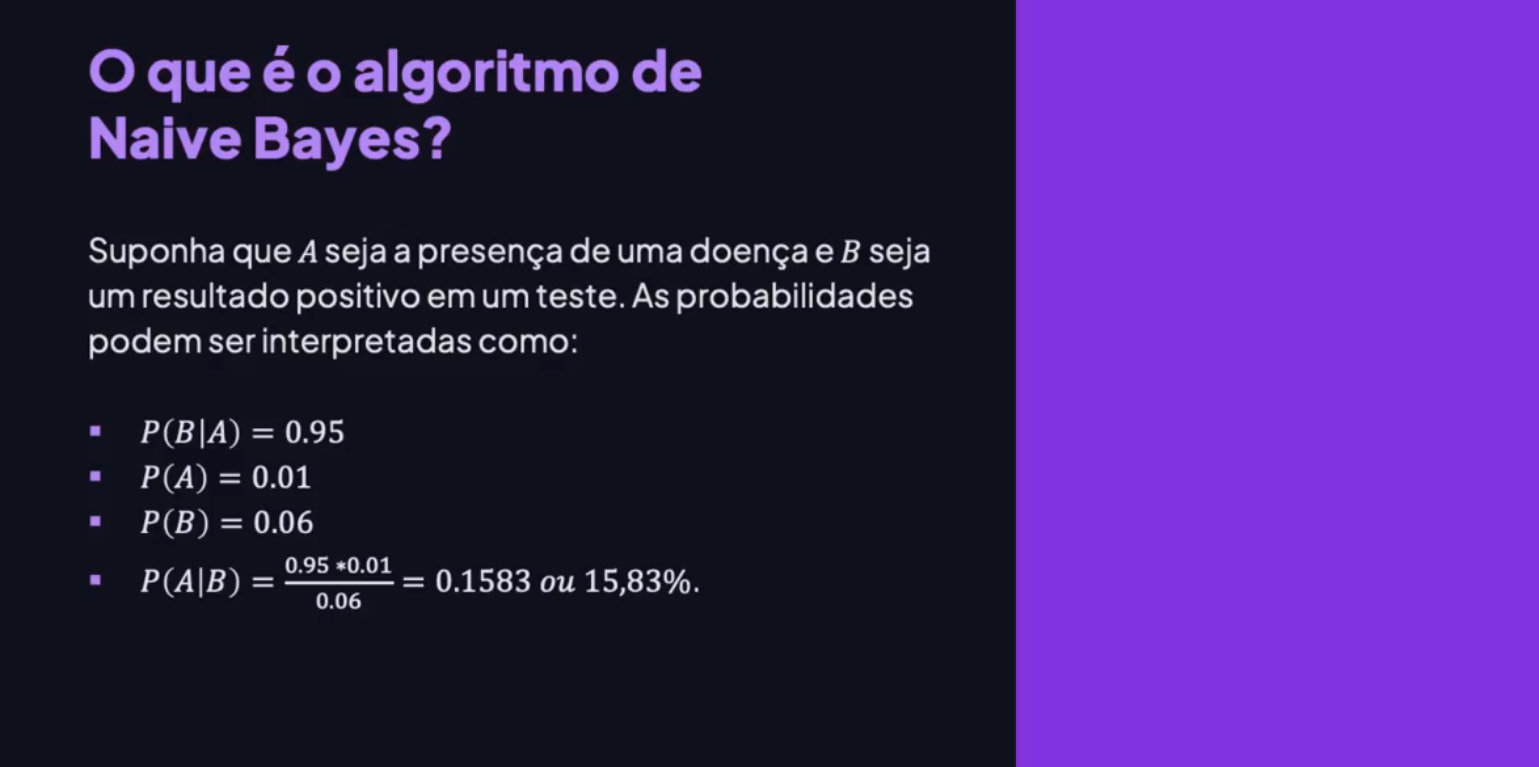 O que é o algoritmo de
Naive Bayes?
Suponha que A seja a presença de uma doença e B seja
um resultado positivo em um teste. As probabilidades
podem ser interpretadas como:
▪ P(B|A) = 0.95
▪ P(A) = 0.01
▪ P(B) = 0.06
▪ P(A|B) = \frac{0.95 *0.01}{0.06} = 0.1583 ou 15,83%.